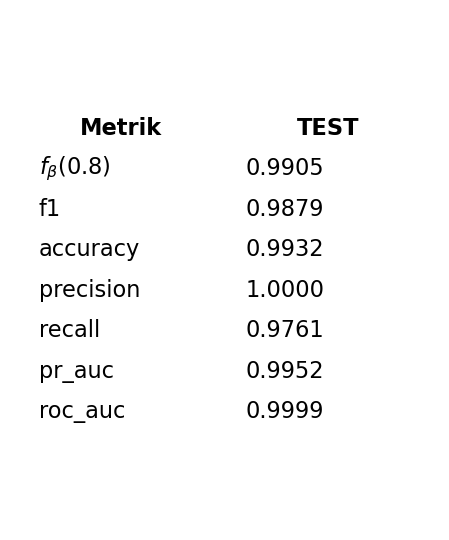 Metrik TEST
fβ(0.8) 0.9905
f1 0.9879
accuracy 0.9932
precision 1.0000
recall 0.9761
pr_auc 0.9952
roc_auc 0.9999